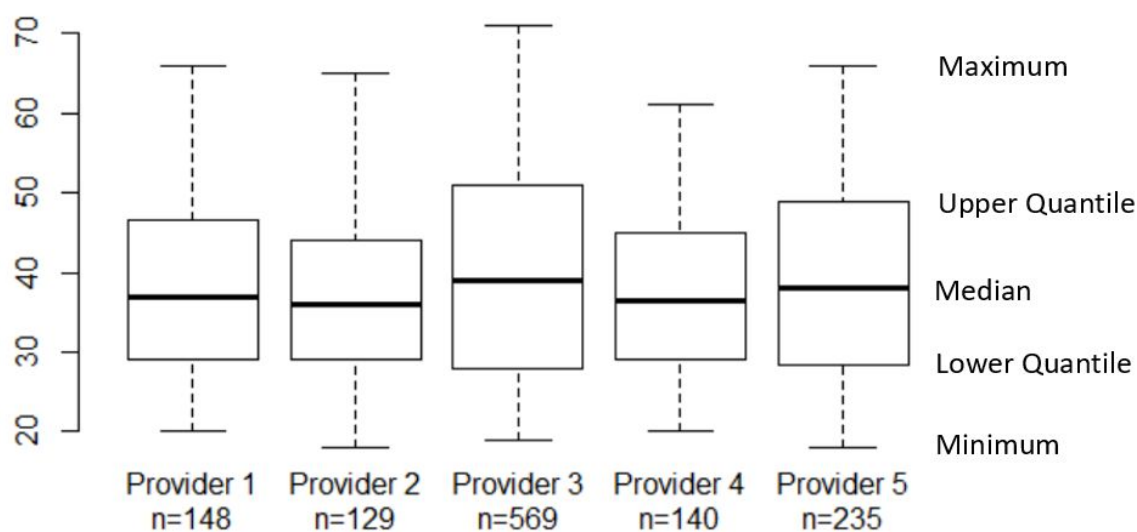 70
60
50
40
30
20
Maximum
Upper Quantile
Median
Lower Quantile
Minimum
Provider 1 Provider 2 Provider 3 Provider 4 Provider 5
n=148 n=129 n=569 n=140 n=235